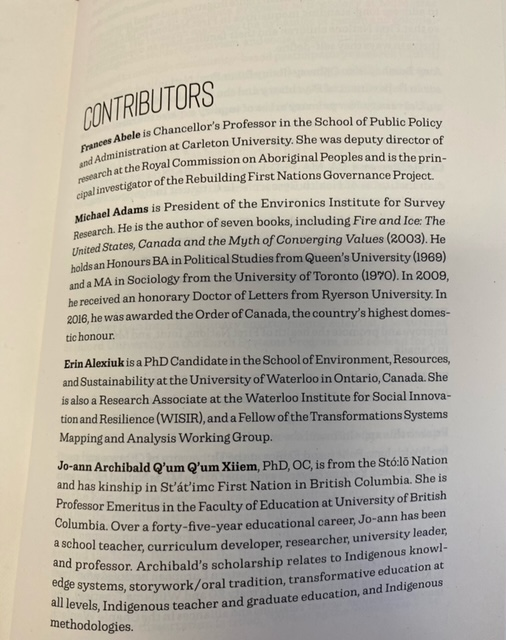 CONTRIBUTORS
Frances Abele is Chancellor's Professor in the School of Public Policy
and Administration at Carleton University. She was deputy director of
research at the Royal Commission on Aboriginal Peoples and is the prin-
cipal investigator of the Rebuilding First Nations Governance Project.
Michael Adams is President of the Environics Institute for Survey
Research. He is the author of seven books, including Fire and Ice: The
United States, Canada and the Myth of Converging Values (2003). He
holds an Honours BA in Political Studies from Queen's University (1969)
and a MA in Sociology from the University of Toronto (1970). In 2009,
he received an honorary Doctor of Letters from Ryerson University. In
2016, he was awarded the Order of Canada, the country's highest domes-
tic honour.
Erin Alexiuk is a PhD Candidate in the School of Environment, Resources,
and Sustainability at the University of Waterloo in Ontario, Canada. She
is also a Research Associate at the Waterloo Institute for Social Innova-
tion and Resilience (WISIR), and a Fellow of the Transformations Systems
Mapping and Analysis Working Group.
Jo-ann Archibald Q'um Q'um Xiiem, PhD, OC, is from the Stó:lō Nation
and has kinship in St'át'imc First Nation in British Columbia. She is
Professor Emeritus in the Faculty of Education at University of British
Columbia. Over a forty-five-year educational career, Jo-ann has been
a school teacher, curriculum developer, researcher, university leader,
and professor. Archibald's scholarship relates to Indigenous knowl-
edge systems, storywork/oral tradition, transformative education at
all levels, Indigenous teacher and graduate education, and Indigenous
methodologies.